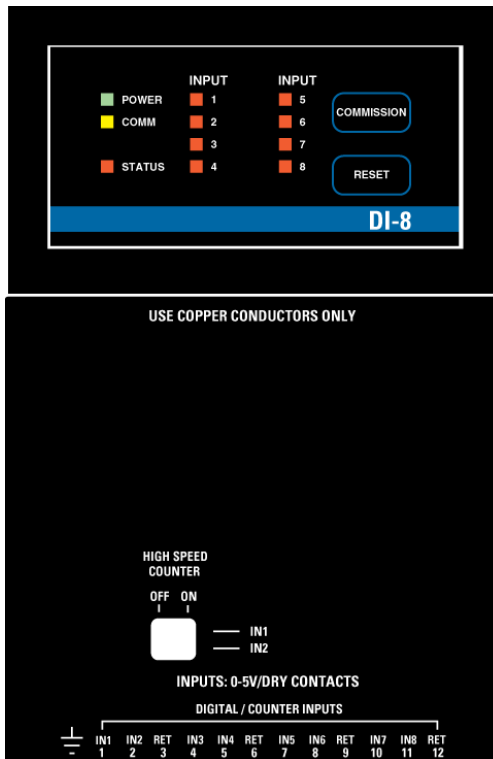 INPUT INPUT
POWER 1 5 COMMISSION
COMM 2 6
3 7
STATUS 4 8 RESET
DI-8
USE COPPER CONDUCTORS ONLY
HIGH SPEED
COUNTER
OFF ON
IN1
IN2
INPUTS: 0-5V/DRY CONTACTS
DIGITAL / COUNTER INPUTS
IN1 IN2 RET IN3 IN4 RET IN5 IN6 RET IN7 IN8 RET
1 2 3 4 5 6 7 8 9 10 11 12